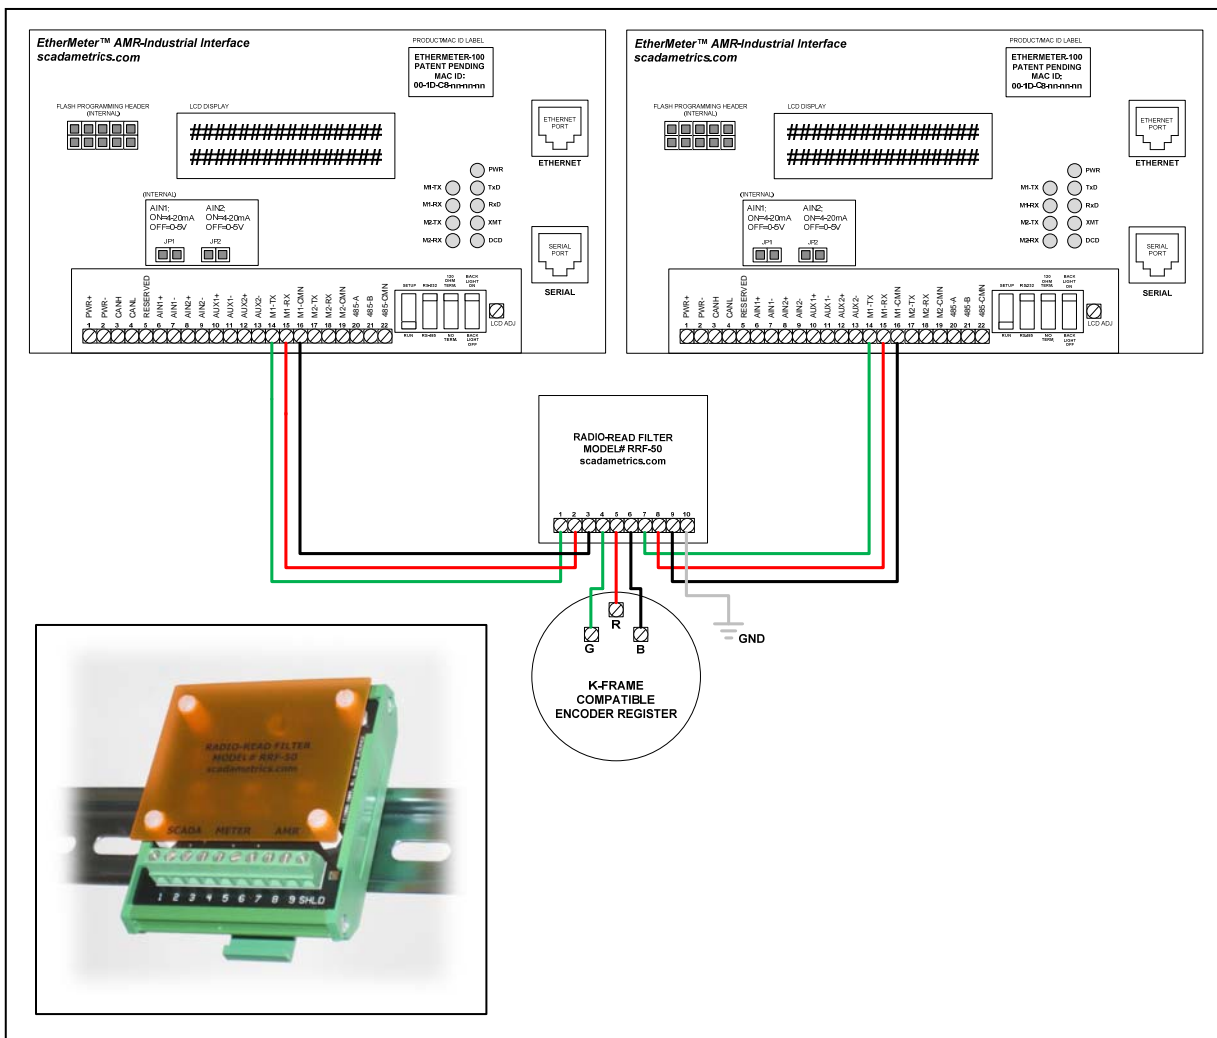 EtherMeter™ AMR-Industrial Interface
scadametrics.com
PRODUCT/MAC ID LABEL
ETHERMETER-100
PATENT PENDING
MAC ID:
00-1D-C8-nn-nn-nn
FLASH PROGRAMMING HEADER
(INTERNAL)
LCD DISPLAY
####################
####################
ETHERNET
PORT
ETHERNET
PWR
M1-TX TxD
M1-RX RxD
M2-TX XMT
M2-RX DCD
(INTERNAL)
AIN1: AIN2:
ON=4-20mA ON=4-20mA
OFF=0-5V OFF=0-5V
JP1 JP2
SERIAL
PORT
SERIAL
PWR+ PWR- CANH CANL RESERVED AIN1+ AIN1- AIN2+ AIN2- AUX1+ AUX1- AUX2+ AUX2- M1-TX M1-RX M1-CMN M2-TX M2-RX M2-CMN 485-A 485-B 485-CMN
1 2 3 4 5 6 7 8 9 10 11 12 13 14 15 16 17 18 19 20 21 22
SETUP RS232 120 OHM TERM. BACK LIGHT ON
RUN RS485 NO TERM. BACK LIGHT OFF
LCD ADJ
EtherMeter™ AMR-Industrial Interface
scadametrics.com
PRODUCT/MAC ID LABEL
ETHERMETER-100
PATENT PENDING
MAC ID:
00-1D-C8-nn-nn-nn
FLASH PROGRAMMING HEADER
(INTERNAL)
LCD DISPLAY
####################
####################
ETHERNET
PORT
ETHERNET
PWR
M1-TX TxD
M1-RX RxD
M2-TX XMT
M2-RX DCD
(INTERNAL)
AIN1: AIN2:
ON=4-20mA ON=4-20mA
OFF=0-5V OFF=0-5V
JP1 JP2
SERIAL
PORT
SERIAL
PWR+ PWR- CANH CANL RESERVED AIN1+ AIN1- AIN2+ AIN2- AUX1+ AUX1- AUX2+ AUX2- M1-TX M1-RX M1-CMN M2-TX M2-RX M2-CMN 485-A 485-B 485-CMN
1 2 3 4 5 6 7 8 9 10 11 12 13 14 15 16 17 18 19 20 21 22
SETUP RS232 120 OHM TERM. BACK LIGHT ON
RUN RS485 NO TERM. BACK LIGHT OFF
LCD ADJ
RADIO-READ FILTER
MODEL# RRF-50
scadametrics.com
1 2 3 4 5 6 7 8 9 10
R
G B
GND
K-FRAME
COMPATIBLE
ENCODER REGISTER
RADIO-READ FILTER
MODEL# RRF-50
scadametrics.com
SCADA METER AMR
1 2 3 4 5 6 7 8 9 SHLD